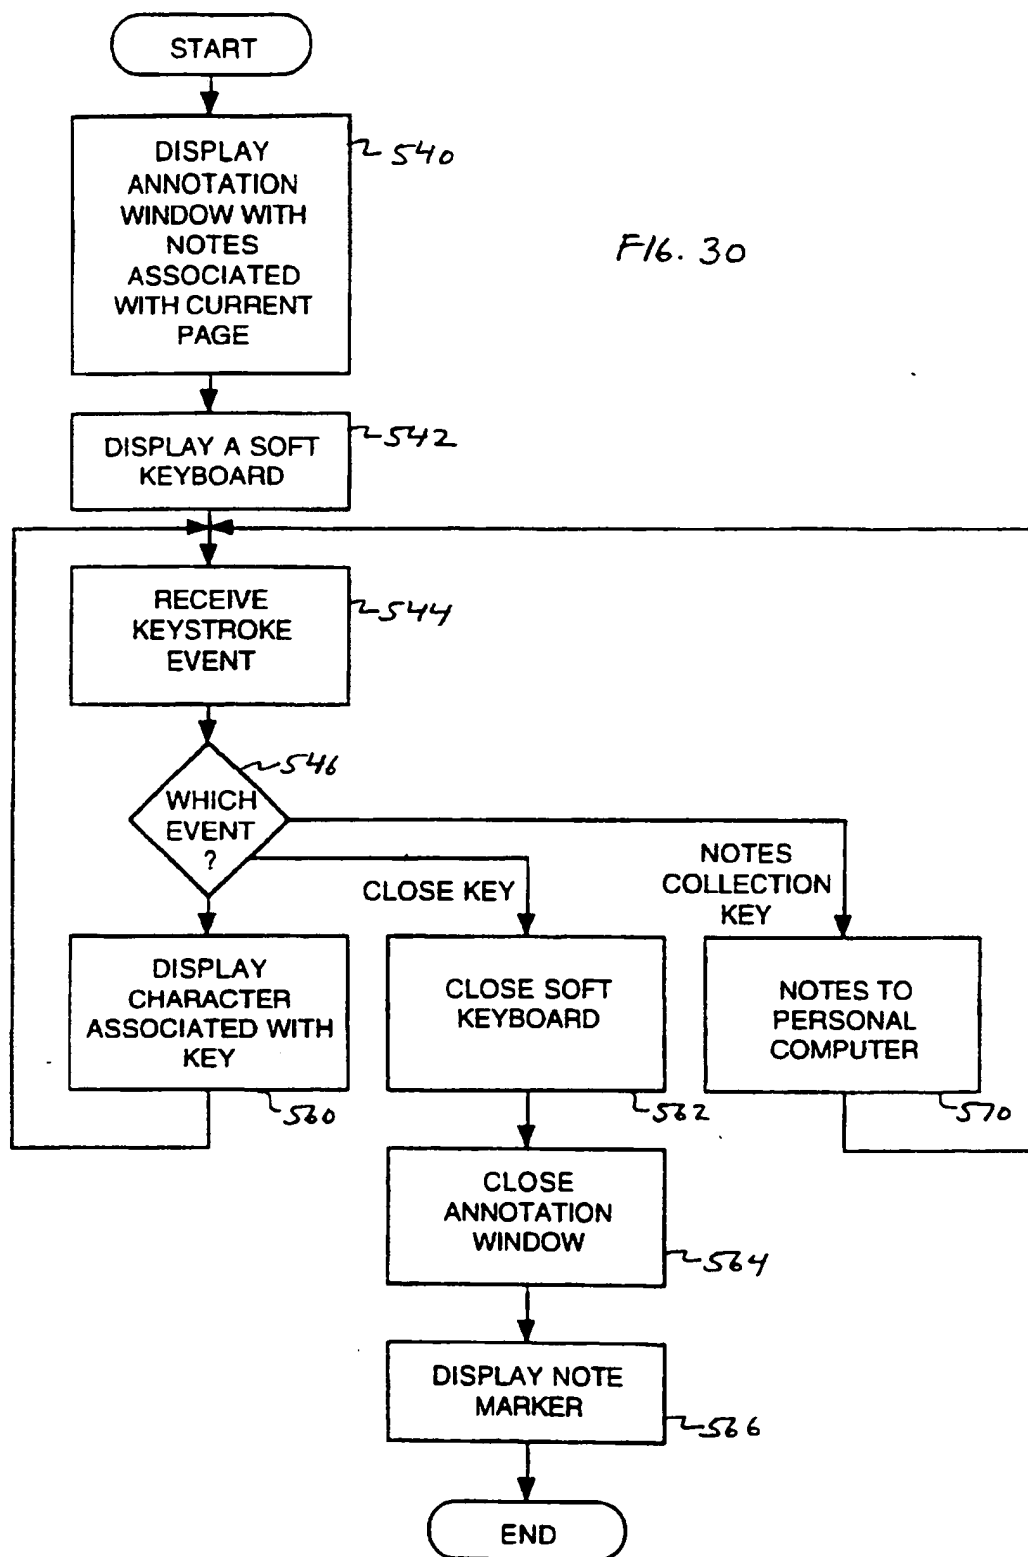 START
DISPLAY
ANNOTATION
WINDOW WITH
NOTES
ASSOCIATED
WITH CURRENT
PAGE
540
FIG. 30
DISPLAY A SOFT
KEYBOARD
542
RECEIVE
KEYSTROKE
EVENT
544
WHICH
EVENT
?
546
CLOSE KEY
NOTES
COLLECTION
KEY
DISPLAY
CHARACTER
ASSOCIATED WITH
KEY
560
CLOSE SOFT
KEYBOARD
562
NOTES TO
PERSONAL
COMPUTER
570
CLOSE
ANNOTATION
WINDOW
564
DISPLAY NOTE
MARKER
566
END